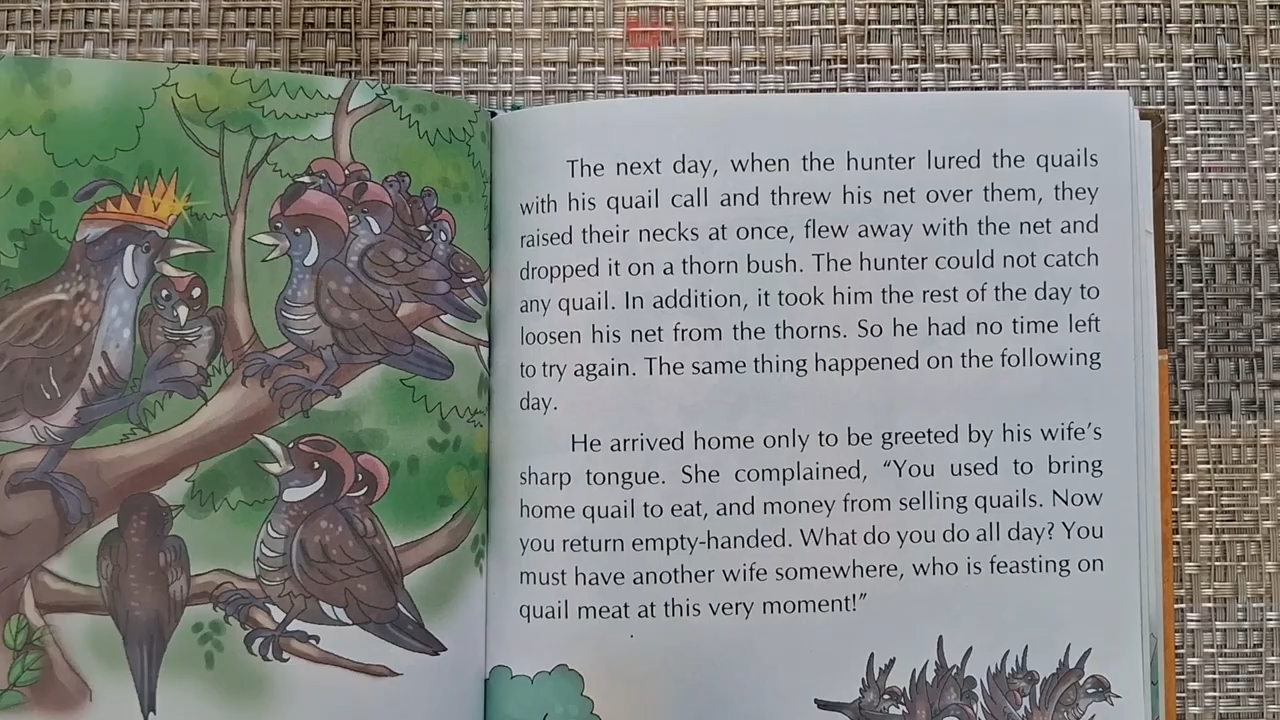 The next day, when the hunter lured the quails
with his quail call and threw his net over them, they
raised their necks at once, flew away with the net and
dropped it on a thorn bush. The hunter could not catch
any quail. In addition, it took him the rest of the day to
loosen his net from the thorns. So he had no time left
to try again. The same thing happened on the following
day.
He arrived home only to be greeted by his wife’s
sharp tongue. She complained, “You used to bring
home quail to eat, and money from selling quails. Now
you return empty-handed. What do you do all day? You
must have another wife somewhere, who is feasting on
quail meat at this very moment!”